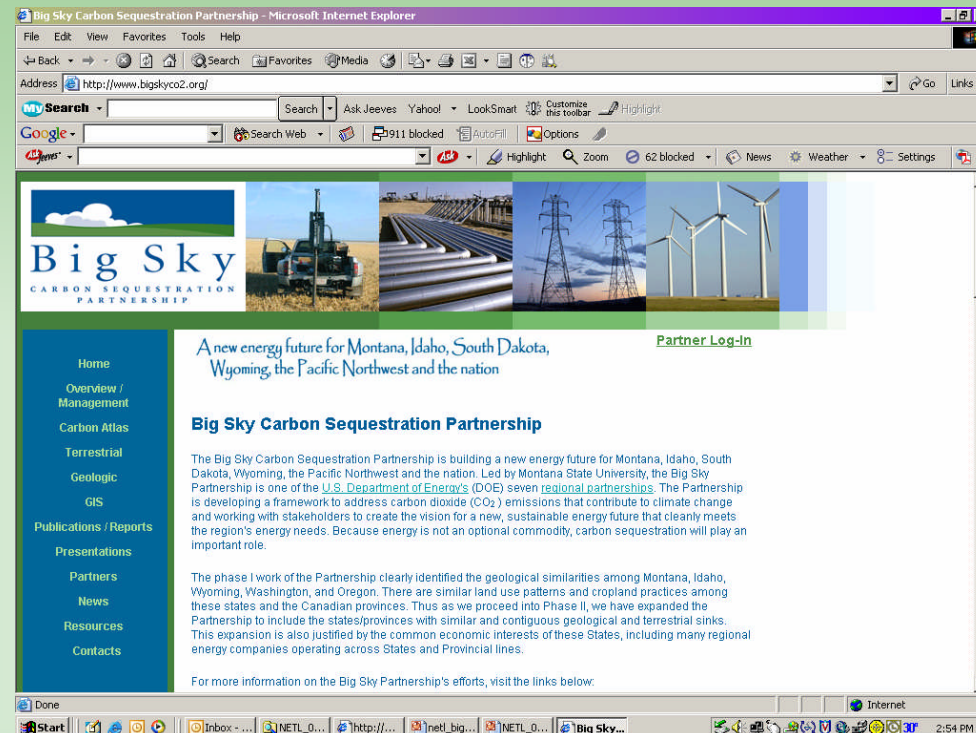 Big Sky Carbon Sequestration Partnership - Microsoft Internet Explorer
File Edit View Favorites Tools Help
Back Search Favorites Media
Address http://www.bigskyco2.org/ Go Links
My Search Search Ask Jeeves Yahoo! LookSmart Customize this toolbar Highlight
Google Search Web 911 blocked AutoFill Options
Ask Jeeves Ask Highlight Zoom 62 blocked News Weather Settings
Big Sky
CARBON SEQUESTRATION
PARTNERSHIP
Partner Log-In
A new energy future for Montana, Idaho, South Dakota,
Wyoming, the Pacific Northwest and the nation
Home
Overview /
Management
Carbon Atlas
Terrestrial
Geologic
GIS
Publications / Reports
Presentations
Partners
News
Resources
Contacts
Big Sky Carbon Sequestration Partnership
The Big Sky Carbon Sequestration Partnership is building a new energy future for Montana, Idaho, South
Dakota, Wyoming, the Pacific Northwest and the nation. Led by Montana State University, the Big Sky
Partnership is one of the U.S. Department of Energy's (DOE) seven regional partnerships. The Partnership
is developing a framework to address carbon dioxide (CO2 ) emissions that contribute to climate change
and working with stakeholders to create the vision for a new, sustainable energy future that cleanly meets
the region's energy needs. Because energy is not an optional commodity, carbon sequestration will play an
important role.
The phase I work of the Partnership clearly identified the geological similarities among Montana, Idaho,
Wyoming, Washington, and Oregon. There are similar land use patterns and cropland practices among
these states and the Canadian provinces. Thus as we proceed into Phase II, we have expanded the
Partnership to include the states/provinces with similar and contiguous geological and terrestrial sinks.
This expansion is also justified by the common economic interests of these States, including many regional
energy companies operating across States and Provincial lines.
For more information on the Big Sky Partnership's efforts, visit the links below:
Done Internet
Start Inbox - ... NETL_0... http://... netl_big... NETL_0... Big Sky... 30° 2:54 PM